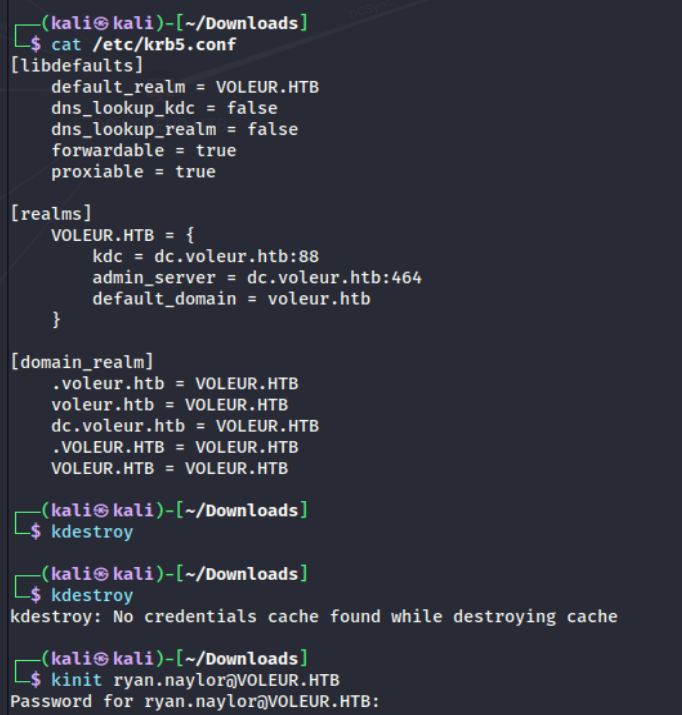 ┌──(kali㉿kali)-[~/Downloads]
└─$ cat /etc/krb5.conf
[libdefaults]
    default_realm = VOLEUR.HTB
    dns_lookup_kdc = false
    dns_lookup_realm = false
    forwardable = true
    proxiable = true

[realms]
    VOLEUR.HTB = {
        kdc = dc.voleur.htb:88
        admin_server = dc.voleur.htb:464
        default_domain = voleur.htb
    }

[domain_realm]
    .voleur.htb = VOLEUR.HTB
    voleur.htb = VOLEUR.HTB
    dc.voleur.htb = VOLEUR.HTB
    .VOLEUR.HTB = VOLEUR.HTB
    VOLEUR.HTB = VOLEUR.HTB

┌──(kali㉿kali)-[~/Downloads]
└─$ kdestroy

┌──(kali㉿kali)-[~/Downloads]
└─$ kdestroy
kdestroy: No credentials cache found while destroying cache

┌──(kali㉿kali)-[~/Downloads]
└─$ kinit ryan.naylor@VOLEUR.HTB
Password for ryan.naylor@VOLEUR.HTB: